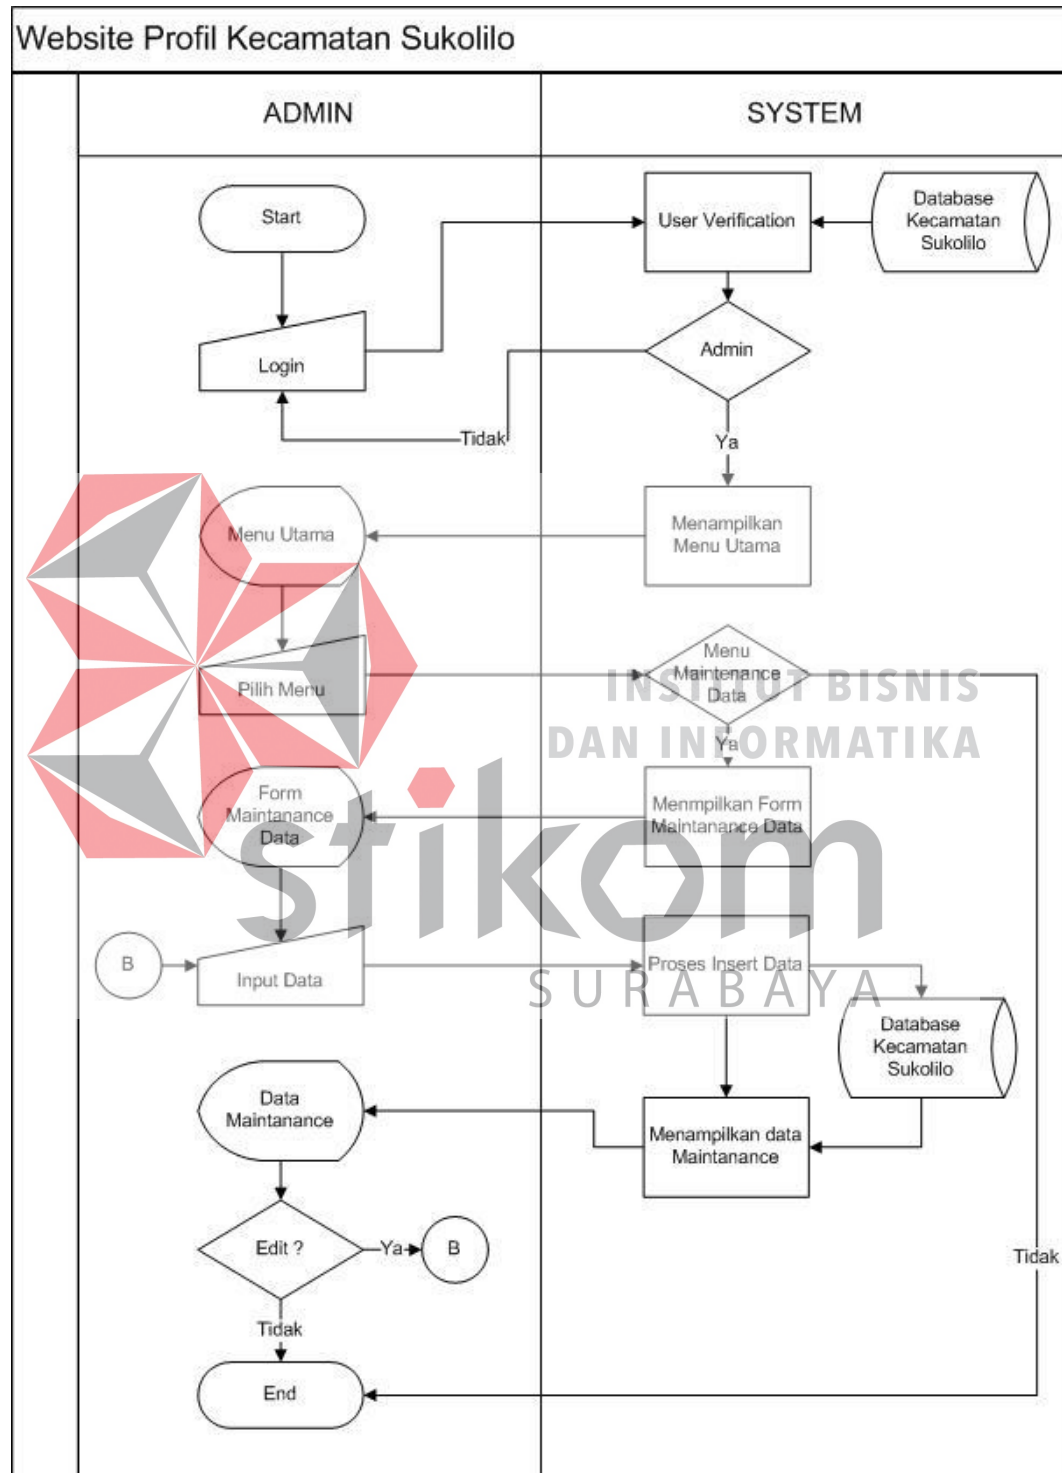 Website Profil Kecamatan Sukolilo
ADMIN
SYSTEM
Start
User Verification
Database
Kecamatan
Sukolilo
Login
Admin
Tidak
Ya
Menu Utama
Menampilkan
Menu Utama
Pilih Menu
Menu
Maintenance
Data
INSTITUT BISNIS
DAN INFORMATIKA
Ya
Form
Maintanance
Data
Menmpilkan Form
Maintanance Data
stikom
SURABAYA
B
Input Data
Proses Insert Data
Database
Kecamatan
Sukolilo
Data
Maintanance
Menampilkan data
Maintanance
Edit ?
Ya
B
Tidak
Tidak
End